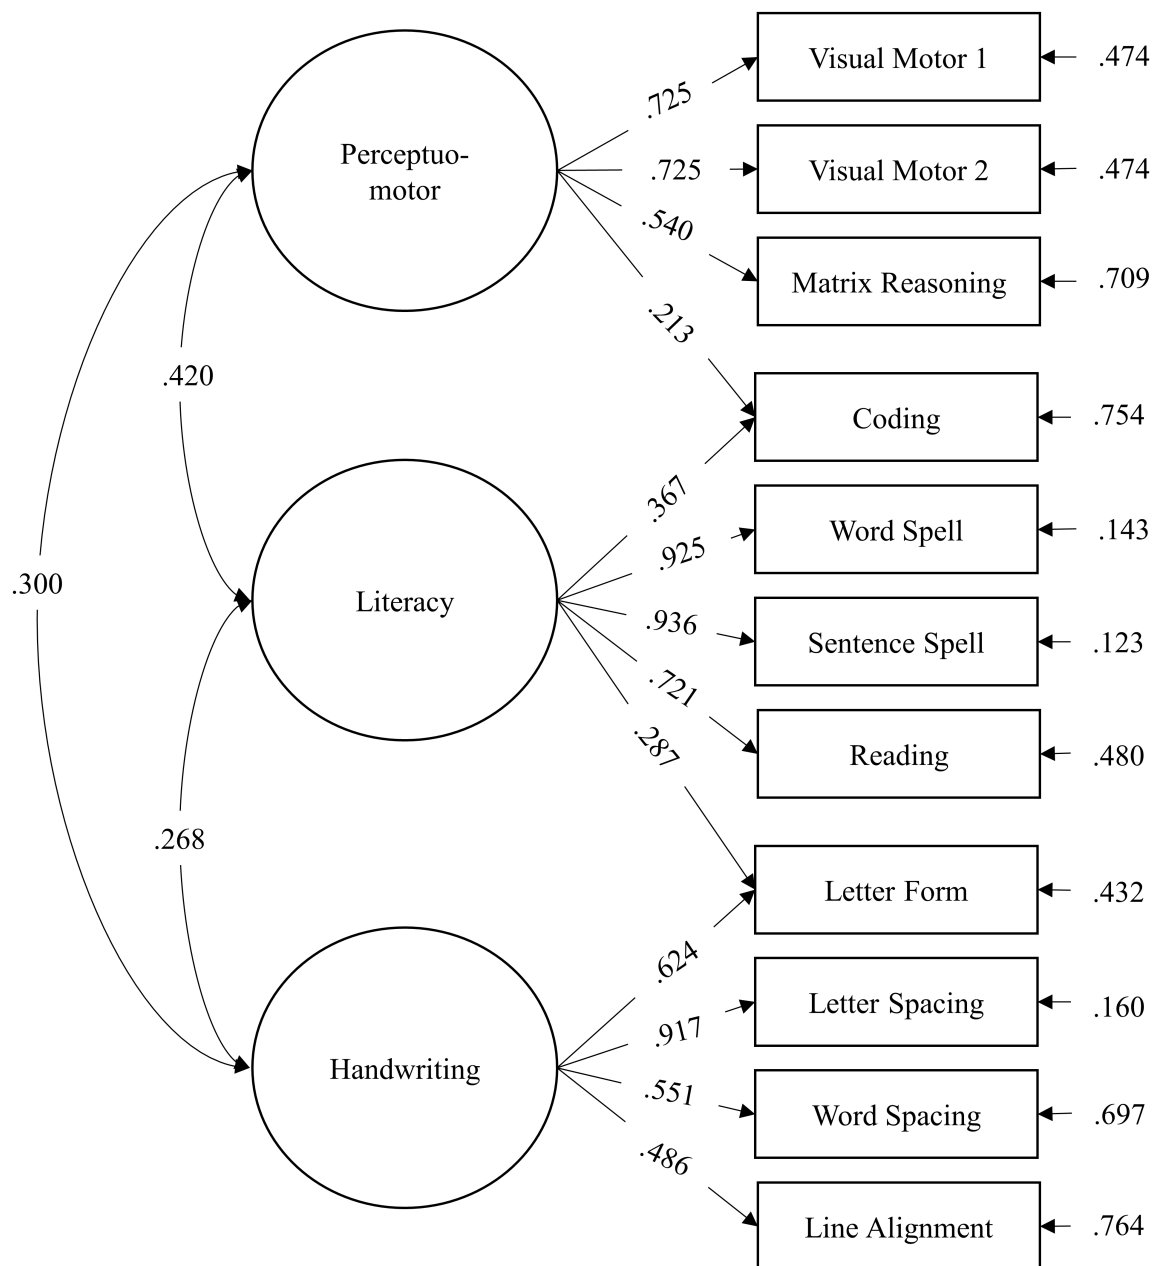 Visual Motor 1
.474
.725
Perceptuo-
motor
.725
Visual Motor 2
.474
.540
Matrix Reasoning
.709
.213
.420
Coding
.754
.367
Word Spell
.143
.925
.300
Literacy
.936
Sentence Spell
.123
.721
.287
Reading
.480
.268
Letter Form
.432
.624
Letter Spacing
.160
.917
Handwriting
.551
Word Spacing
.697
.486
Line Alignment
.764